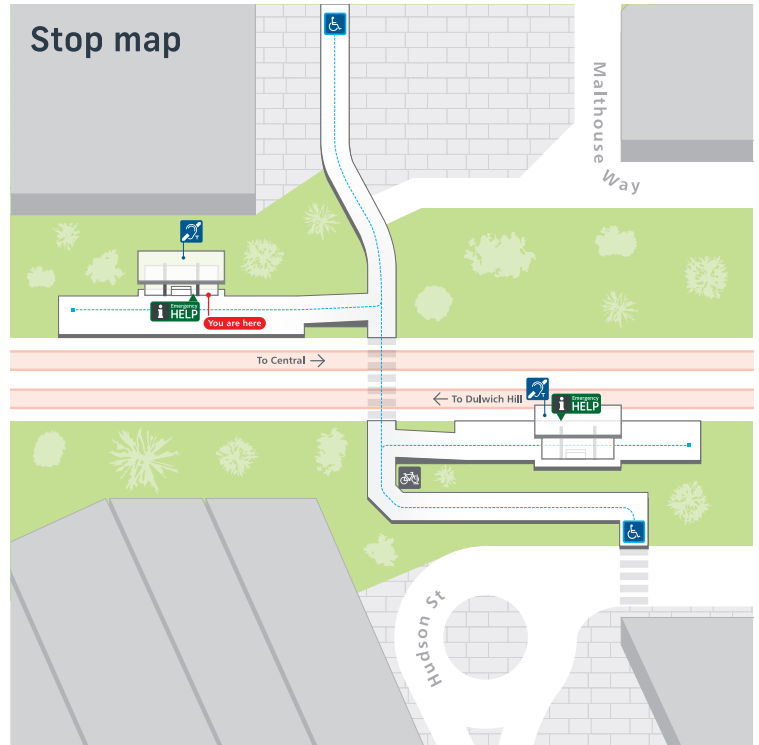 Stop map
Malthouse Way
T
Emergency
i HELP
You are here
To Central →
← To Dulwich Hill
T
Emergency
i HELP
Hudson St